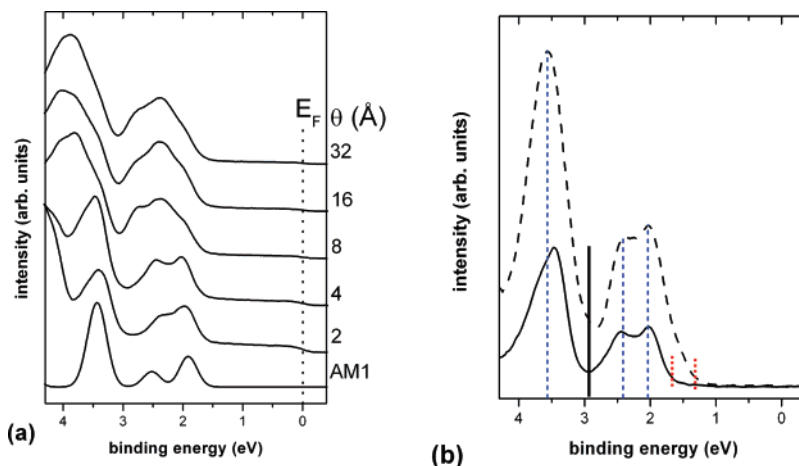 intensity (arb. units)
E_F θ (Å)
32
16
8
4
2
AM1
4 3 2 1 0
binding energy (eV)
(a)
intensity (arb. units)
4 3 2 1 0
binding energy (eV)
(b)